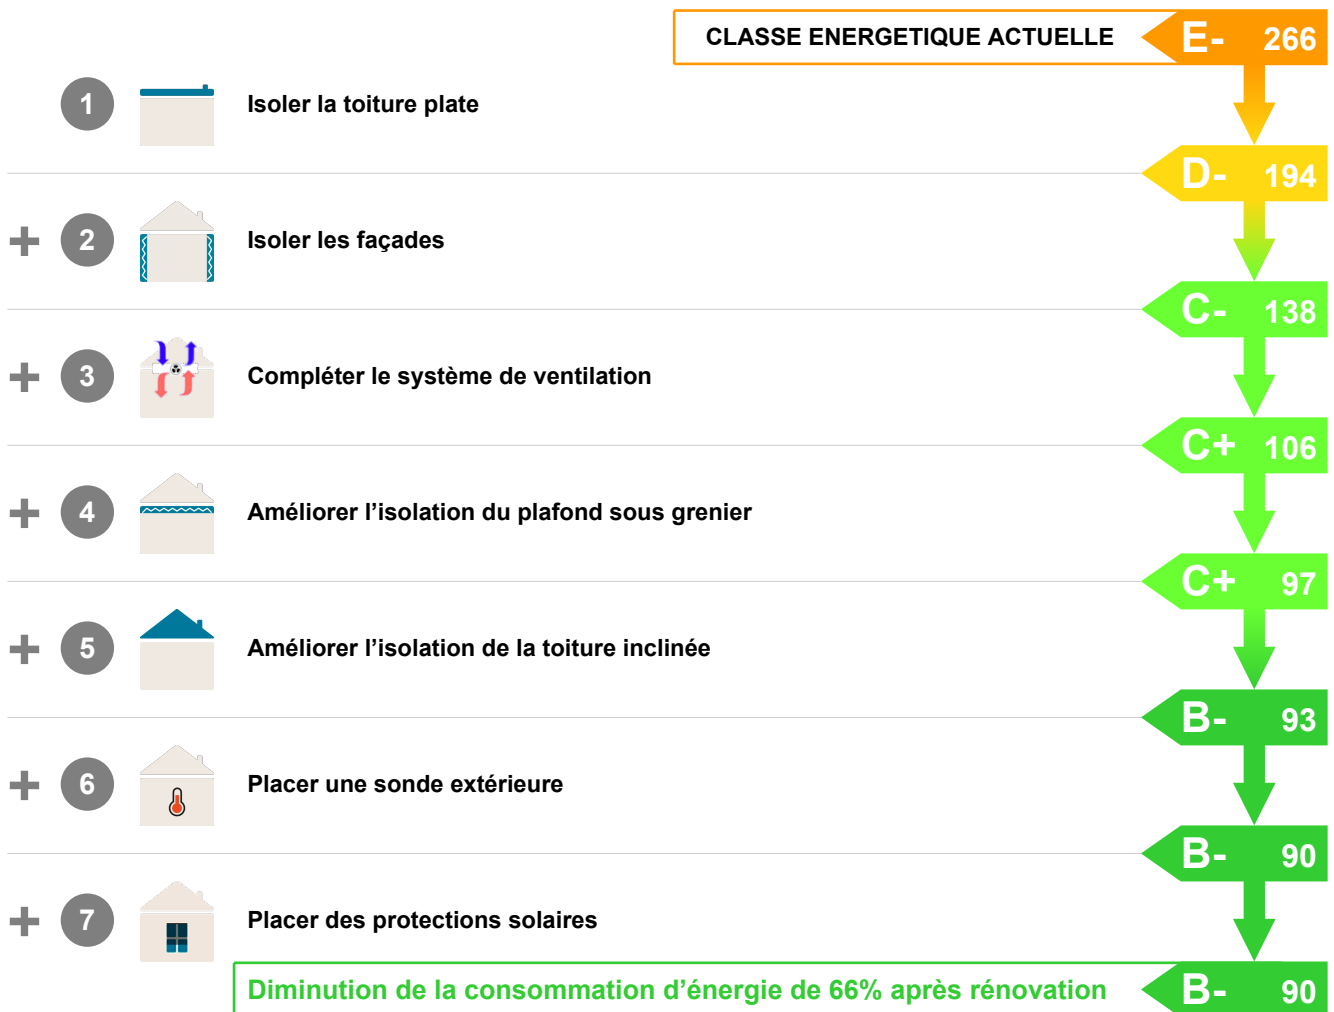 CLASSE ENERGETIQUE ACTUELLE E- 266
1 Isoler la toiture plate
D- 194
+ 2 Isoler les façades
C- 138
+ 3 Compléter le système de ventilation
C+ 106
+ 4 Améliorer l’isolation du plafond sous grenier
C+ 97
+ 5 Améliorer l’isolation de la toiture inclinée
B- 93
+ 6 Placer une sonde extérieure
B- 90
+ 7 Placer des protections solaires
Diminution de la consommation d’énergie de 66% après rénovation B- 90